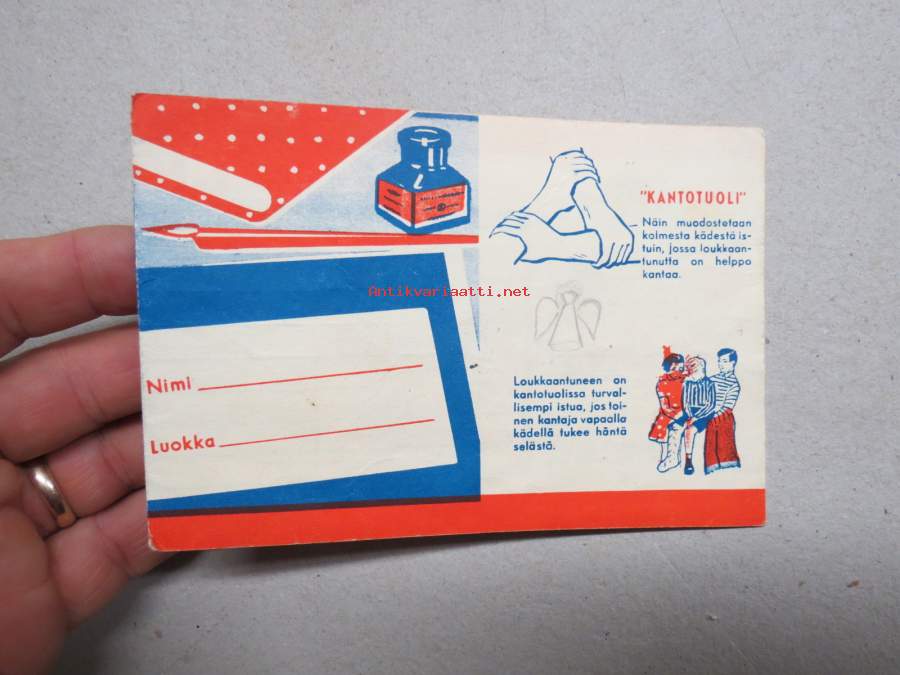 "KANTOTUOLI"
Näin muodostetaan
kolmesta kädestä is-
tuin, jossa loukkaan-
tunutta on helppo
kantaa.
Antikvariaatti.net
Nimi
Luokka
Loukkaantuneen on
kantotuolissa turval-
lisempi istua, jos toi-
nen kantaja vapaalla
kädellä tukee häntä
selästä.